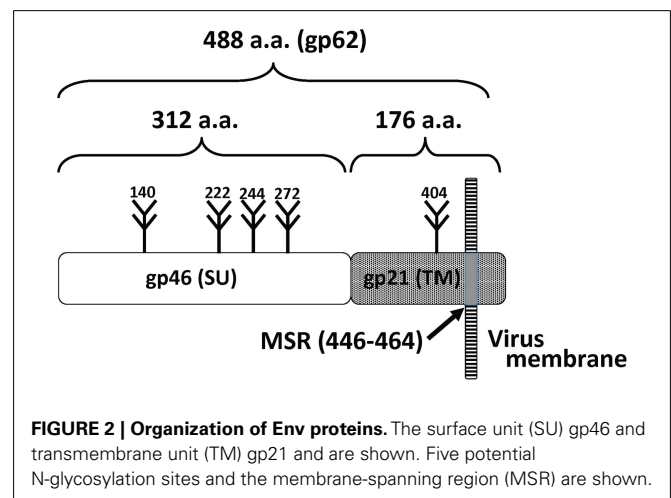 488 a.a. (gp62)
312 a.a. 176 a.a.
140 222 244 272 404
gp46 (SU) gp21 (TM)
MSR (446-464) Virus
membrane
FIGURE 2 | Organization of Env proteins. The surface unit (SU) gp46 and
transmembrane unit (TM) gp21 and are shown. Five potential
N-glycosylation sites and the membrane-spanning region (MSR) are shown.